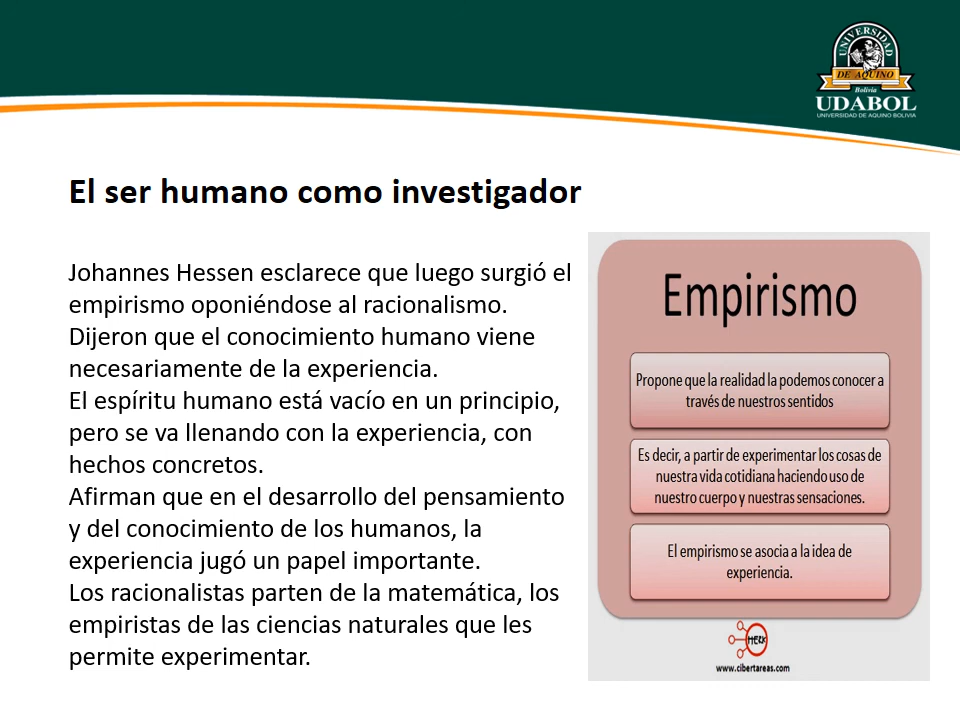 UNIVERSIDAD
DE AQUINO
Bolivia
UDABOL
UNIVERSIDAD DE AQUINO BOLIVIA
El ser humano como investigador
Johannes Hessen esclarece que luego surgió el
empirismo oponiéndose al racionalismo.
Dijeron que el conocimiento humano viene
necesariamente de la experiencia.
El espíritu humano está vacío en un principio,
pero se va llenando con la experiencia, con
hechos concretos.
Afirman que en el desarrollo del pensamiento
y del conocimiento de los humanos, la
experiencia jugó un papel importante.
Los racionalistas parten de la matemática, los
empiristas de las ciencias naturales que les
permite experimentar.
Empirismo
Propone que la realidad la podemos conocer a
través de nuestros sentidos
Es decir, a partir de experimentar los cosas de
nuestra vida cotidiana haciendo uso de
nuestro cuerpo y nuestras sensaciones.
El empirismo se asocia a la idea de
experiencia.
HERK
www.cibertareas.com